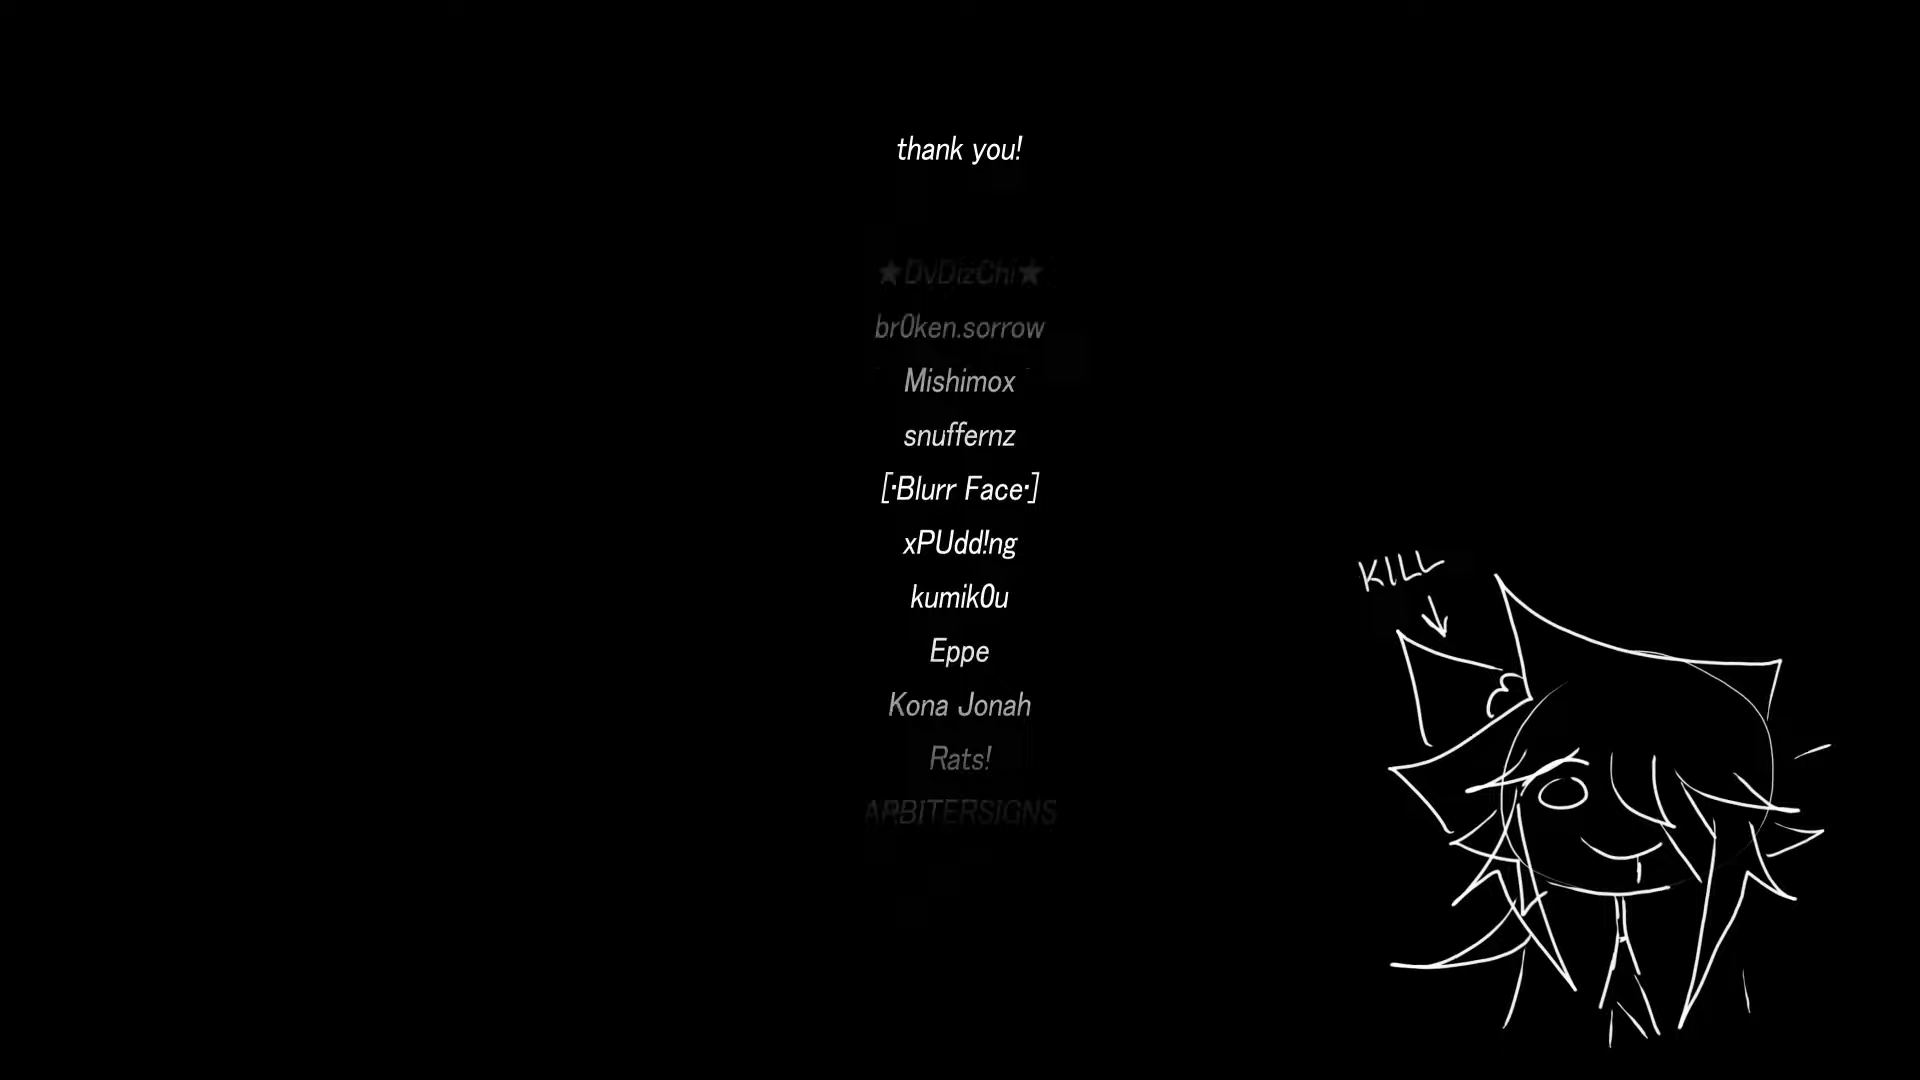 thank you!
★DvDizChi★
br0ken.sorrow
Mishimox
snuffernz
[·Blurr Face·]
xPUdd!ng
kumik0u
Eppe
Kona Jonah
Rats!
ARBITERSIGNS
KILL